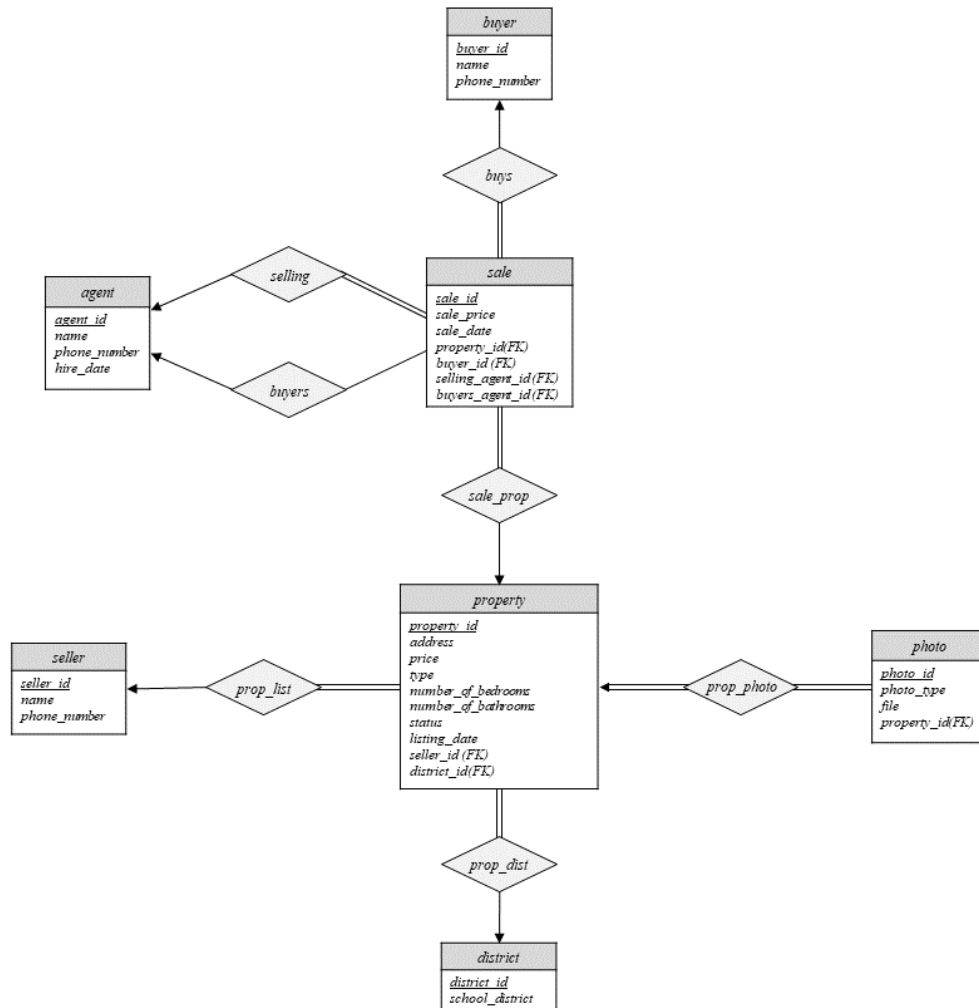 buyer
buyer_id
name
phone_number
buys
selling
agent
agent_id
name
phone_number
hire_date
buyers
sale
sale_id
sale_price
sale_date
property_id(FK)
buyer_id (FK)
selling_agent_id (FK)
buyers_agent_id (FK)
sale_prop
property
property_id
address
price
type
number_of_bedrooms
number_of_bathrooms
status
listing_date
seller_id (FK)
district_id(FK)
seller
seller_id
name
phone_number
prop_list
prop_photo
photo
photo_id
photo_type
file
property_id(FK)
prop_dist
district
district_id
school_district